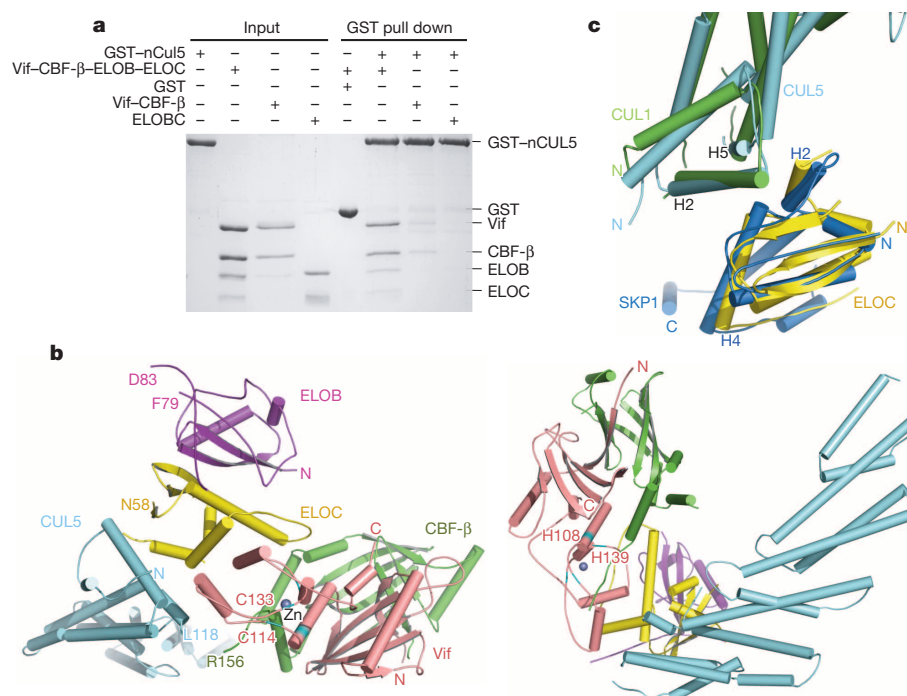 a
Input GST pull down
GST–nCul5 + – – – – + + +
Vif–CBF-β–ELOB–ELOC – + – – + + – –
GST – – – – + – – –
Vif–CBF-β – – + – – – + –
ELOBC – – – + – – – +
GST–nCUL5
GST
Vif
CBF-β
ELOB
ELOC
b
D83
F79
ELOB
N
N58
ELOC
CUL5
CBF-β
C
N
C133
Zn
C114
L118
R156
Vif
N
N
C
H108
H139
c
CUL1
CUL5
H5
H2
N
H2
N
N
N
SKP1
C
ELOC
H4